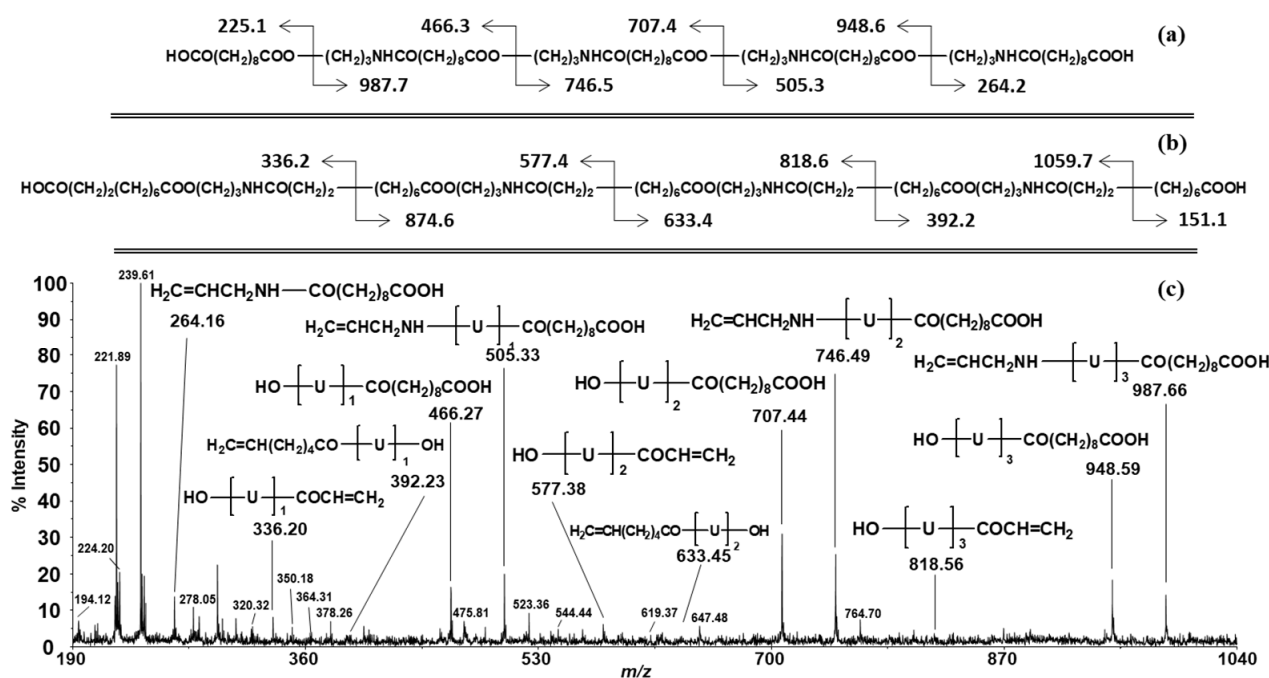 225.1 466.3 707.4 948.6 (a)
HOCO(CH2)8COO (CH2)3NHCO(CH2)8COO (CH2)3NHCO(CH2)8COO (CH2)3NHCO(CH2)8COO (CH2)3NHCO(CH2)8COOH
987.7 746.5 505.3 264.2
(b)
336.2 577.4 818.6 1059.7
HOCO(CH2)2(CH2)6COO(CH2)3NHCO(CH2)2 (CH2)6COO(CH2)3NHCO(CH2)2 (CH2)6COO(CH2)3NHCO(CH2)2 (CH2)6COO(CH2)3NHCO(CH2)2 (CH2)6COOH
874.6 633.4 392.2 151.1
(c)
239.61
H2C=CHCH2NH CO(CH2)8COOH
264.16
H2C=CHCH2NH [U]1 CO(CH2)8COOH
505.33
H2C=CHCH2NH [U]2 CO(CH2)8COOH
746.49
H2C=CHCH2NH [U]3 CO(CH2)8COOH
987.66
221.89
HO [U]1 CO(CH2)8COOH
466.27
HO [U]2 CO(CH2)8COOH
707.44
HO [U]3 CO(CH2)8COOH
948.59
H2C=CH(CH2)4CO [U]1 OH
392.23
HO [U]2 COCH=CH2
577.38
HO [U]1 COCH=CH2
336.20
H2C=CH(CH2)4CO [U]2 OH
633.45
HO [U]3 COCH=CH2
818.56
224.20
194.12
278.05
320.32
350.18
364.31
378.26
475.81
523.36
544.44
619.37
647.48
764.70
% Intensity
100
90
80
70
60
50
40
30
20
10
0
190 360 530 700 870 1040
m/z